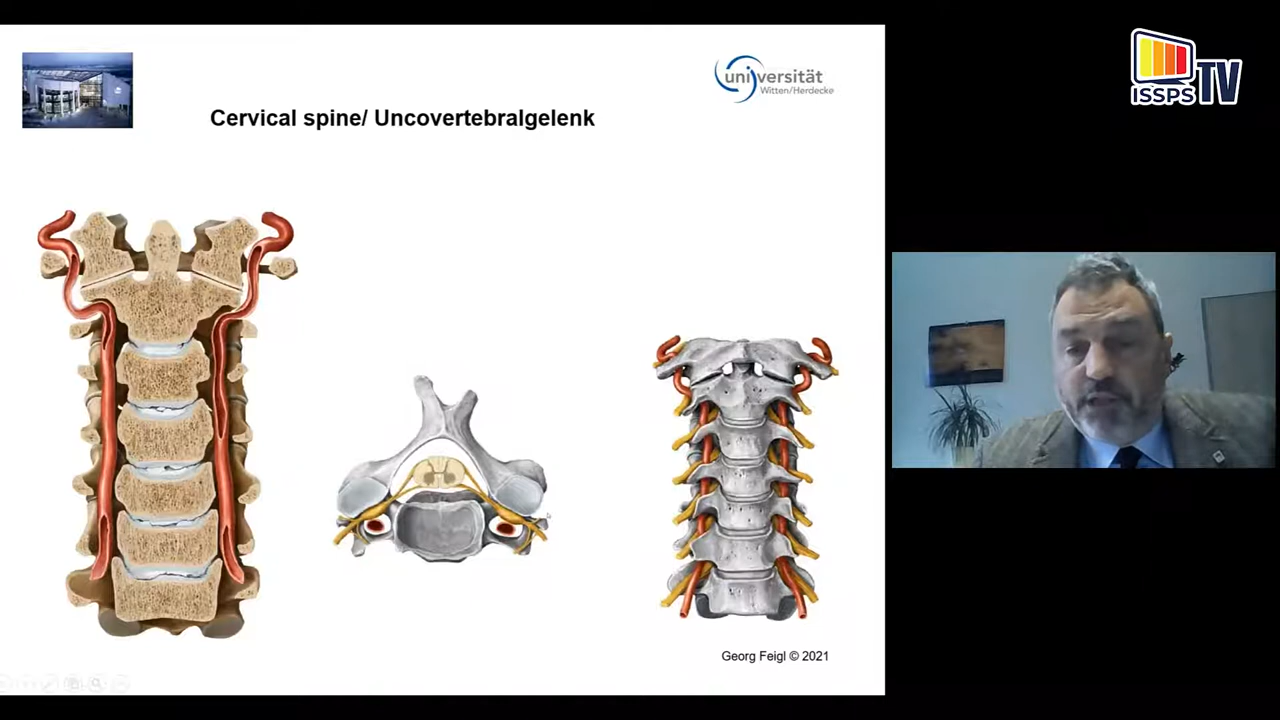 universität
Witten/Herdecke
ISSPS TV
Cervical spine/ Uncovertebralgelenk
Georg Feigl © 2021